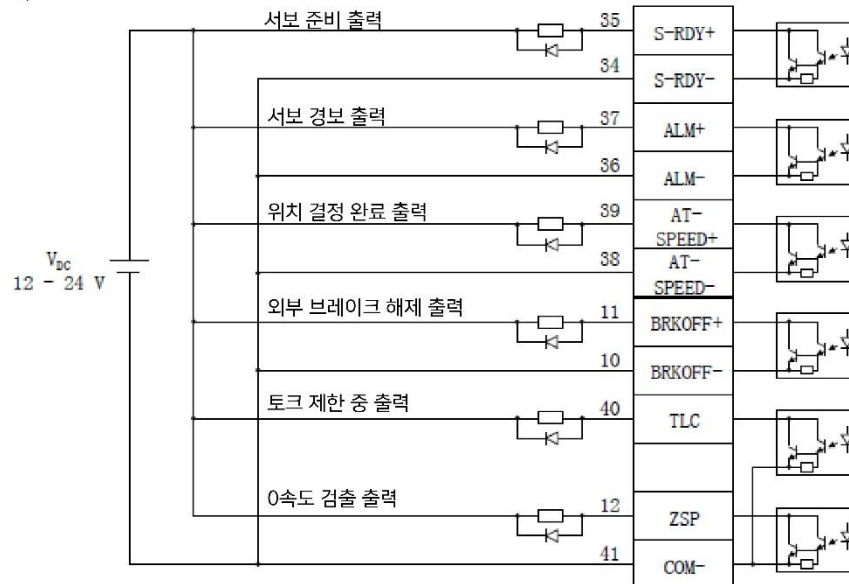 서보 준비 출력
35
S-RDY+
34
S-RDY-
서보 경보 출력
37
ALM+
36
ALM-
위치 결정 완료 출력
39
AT-
SPEED+
38
AT-
SPEED-
V_DC
12 - 24 V
외부 브레이크 해제 출력
11
BRKOFF+
10
BRKOFF-
토크 제한 중 출력
40
TLC
0속도 검출 출력
12
ZSP
41
COM-